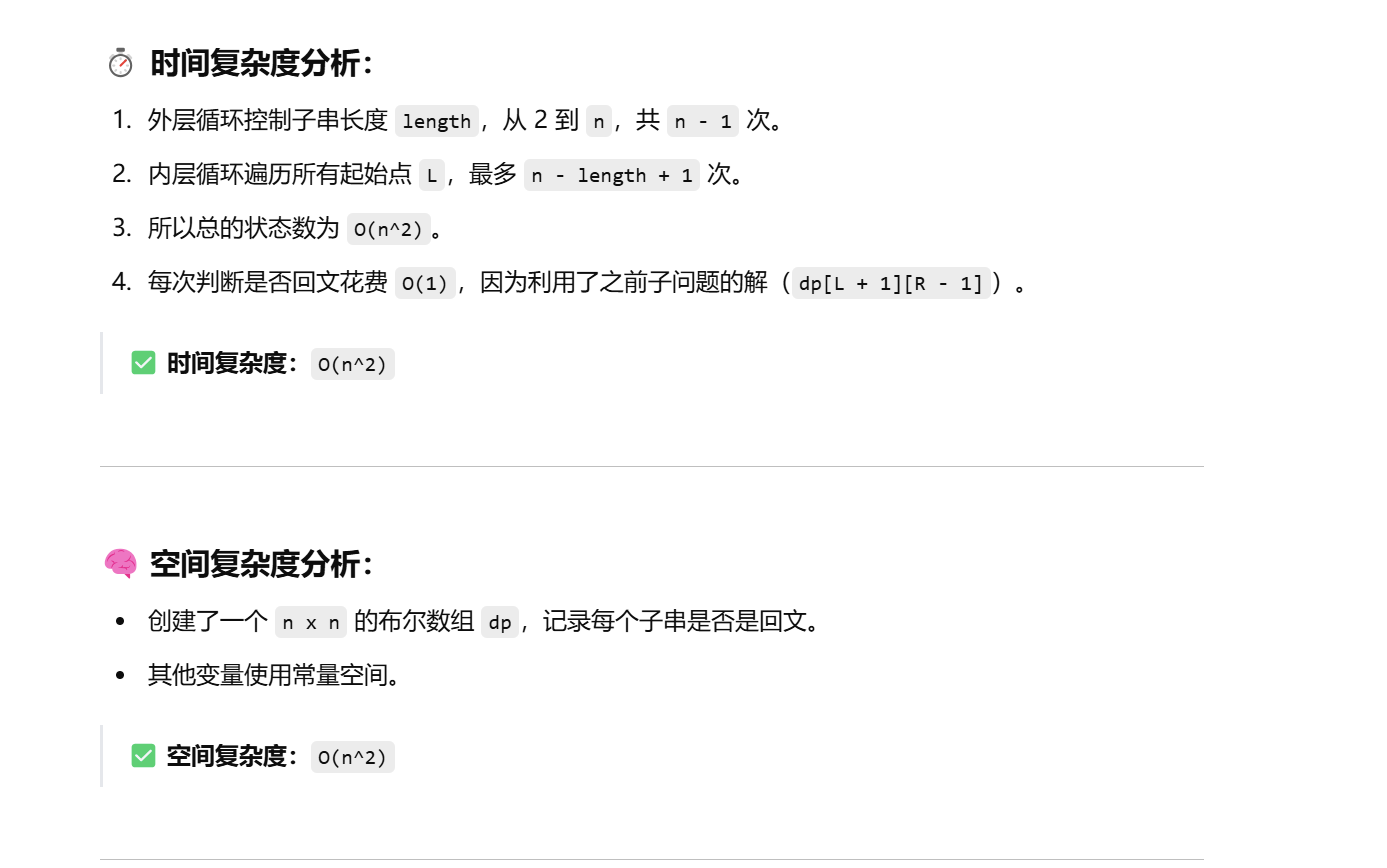 ⏱️ 时间复杂度分析：
1. 外层循环控制子串长度 length，从 2 到 n，共 n - 1 次。
2. 内层循环遍历所有起始点 L，最多 n - length + 1 次。
3. 所以总的状态数为 O(n^2)。
4. 每次判断是否回文花费 O(1)，因为利用了之前子问题的解（dp[L + 1][R - 1]）。
✅ 时间复杂度：O(n^2)
🧠 空间复杂度分析：
• 创建了一个 n x n 的布尔数组 dp，记录每个子串是否是回文。
• 其他变量使用常量空间。
✅ 空间复杂度：O(n^2)